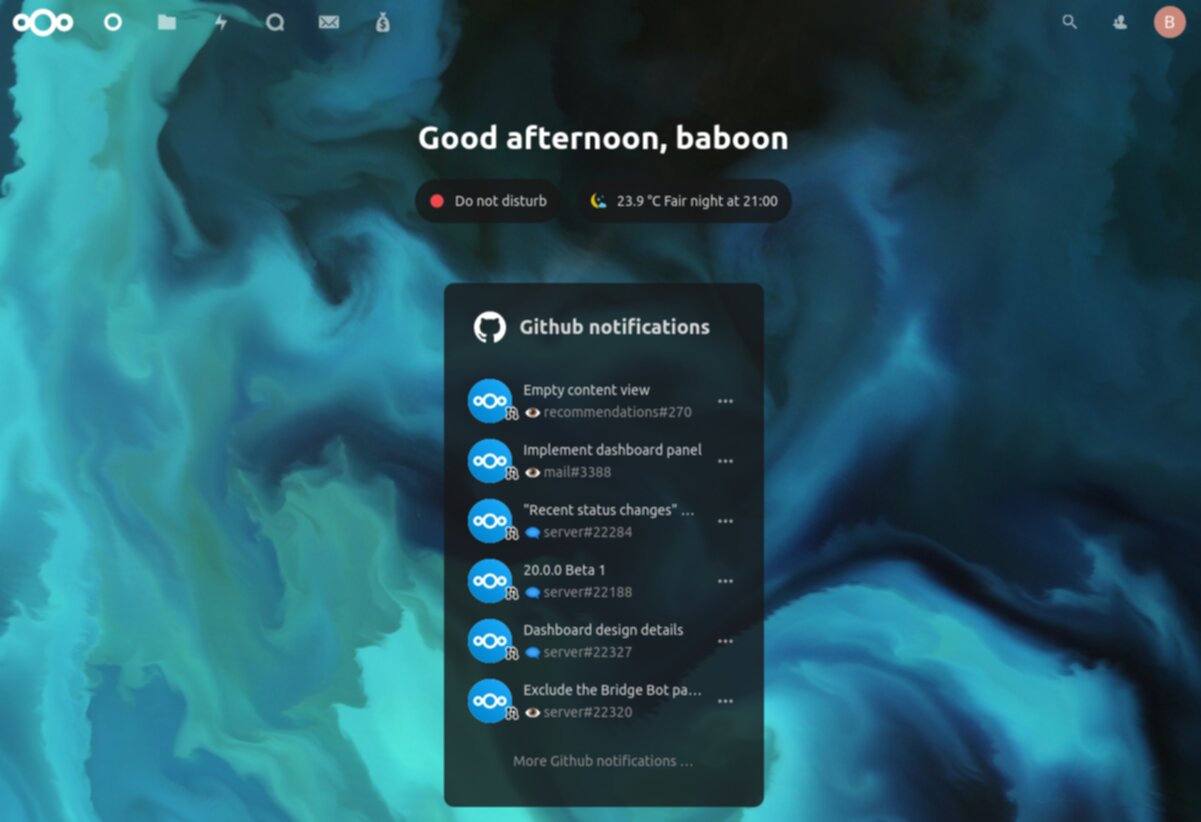 B
Good afternoon, baboon
Do not disturb
23.9 °C Fair night at 21:00
Github notifications
Empty content view
recommendations#270
Implement dashboard panel
mail#3388
"Recent status changes" …
server#22284
20.0.0 Beta 1
server#22188
Dashboard design details
server#22327
Exclude the Bridge Bot pa…
server#22320
More Github notifications …